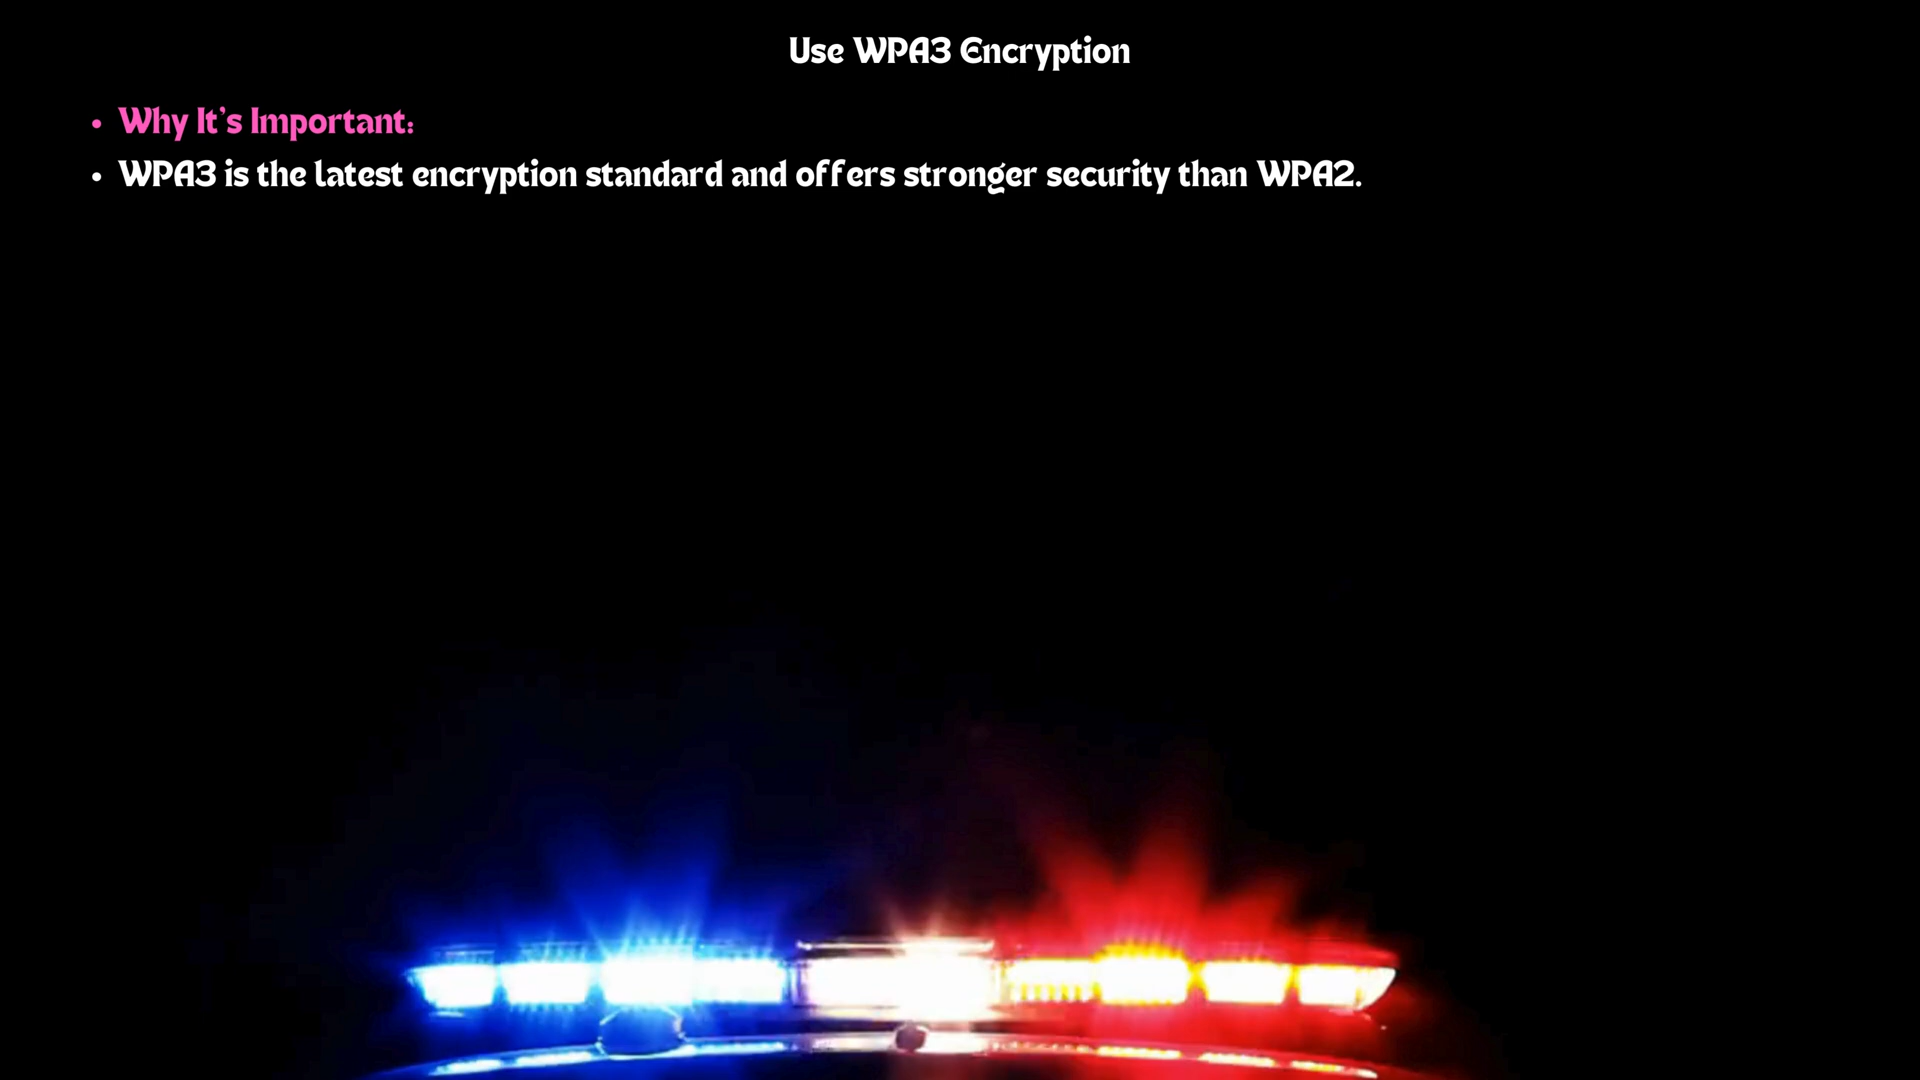 Use WPA3 Encryption
• Why It's Important:
• WPA3 is the latest encryption standard and offers stronger security than WPA2.